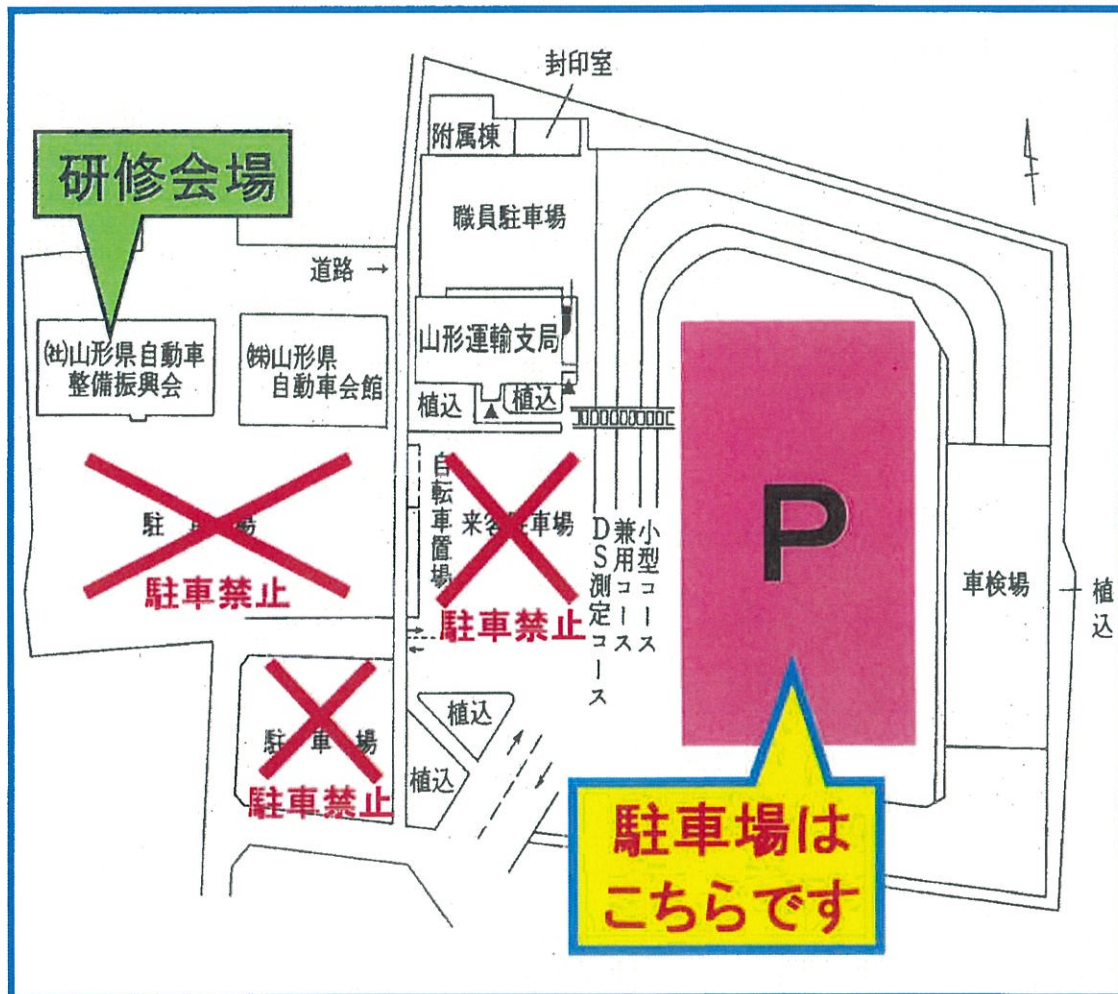 封印室
附属棟
研修会場
職員駐車場
道路 →
㈳山形県自動車
整備振興会
㈱山形県
自動車会館
山形運輸支局
植込
植込
自転車置場
駐車場
駐車禁止
来客駐車場
駐車禁止
DS測定コース
兼用コース
小型コース
P
車検場
植込
駐車場
駐車禁止
植込
植込
駐車場は
こちらです